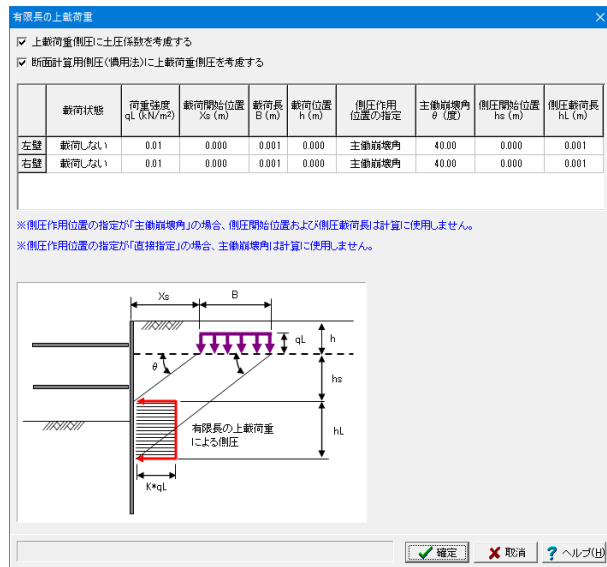 有限長の上載荷重
上載荷重側圧に土圧係数を考慮する
断面計算用側圧(慣用法)に上載荷重側圧を考慮する
載荷状態 荷重強度 qL (kN/m²) 載荷開始位置 Xs (m) 載荷長 B (m) 載荷位置 h (m) 側圧作用位置の指定 主働崩壊角 θ (度) 側圧開始位置 hs (m) 側圧載荷長 hL (m)
左壁 載荷しない 0.01 0.000 0.001 0.000 主働崩壊角 40.00 0.000 0.001
右壁 載荷しない 0.01 0.000 0.001 0.000 主働崩壊角 40.00 0.000 0.001
※側圧作用位置の指定が「主働崩壊角」の場合、側圧開始位置および側圧載荷長は計算に使用しません。
※側圧作用位置の指定が「直接指定」の場合、主働崩壊角は計算に使用しません。
Xs B
qL h
θ
hs
有限長の上載荷重
による側圧
hL
K*qL
確定 取消 ヘルプ(H)